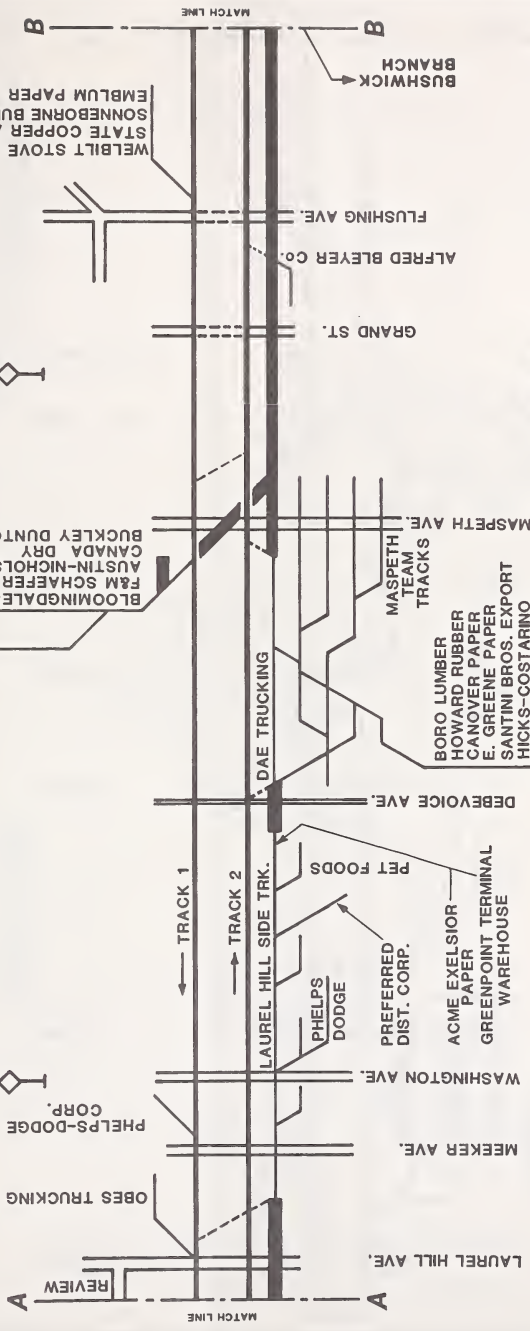 A
MATCH LINE
A
REVIEW
LAUREL HILL AVE.
OBES TRUCKING
MEEKER AVE.
PHELPS-DODGE
CORP.
WASHINGTON AVE
← TRACK 1
→ TRACK 2
LAUREL HILL SIDE TRK.
PHELPS
DODGE
PREFERRED
DIST. CORP.
PET FOODS
ACME EXELSIOR
PAPER
GREENPOINT TERMINAL
WAREHOUSE
DEBEVOICE AVE.
DAE TRUCKING
BORO LUMBER
HOWARD RUBBER
CANOVER PAPER
E. GREENE PAPER
SANTINI BROS. EXPORT
HICKS-COSTARINO
MASPETH
TEAM
TRACKS
MASPETH AVE.
BLOOMINGDALE
F&M SCHAEFER
AUSTIN-NICHOLS
CANADA DRY
BUCKLEY DUNTO
GRAND ST.
ALFRED BLEYER CO.
FLUSHING AVE.
WELBILT STOVE
STATE COPPER
SONNEBORNE BU
EMBLUM PAPER
BUSHWICK
BRANCH
B
MATCH LINE
B